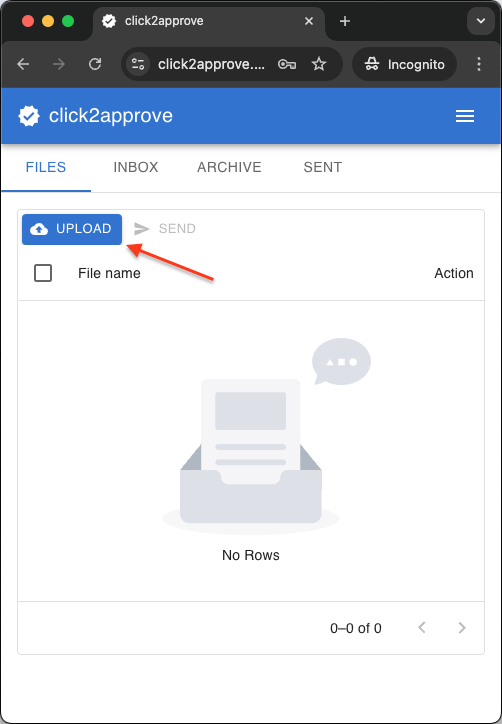 click2approve
click2approve....
Incognito
click2approve
FILES INBOX ARCHIVE SENT
UPLOAD SEND
File name Action
No Rows
0–0 of 0